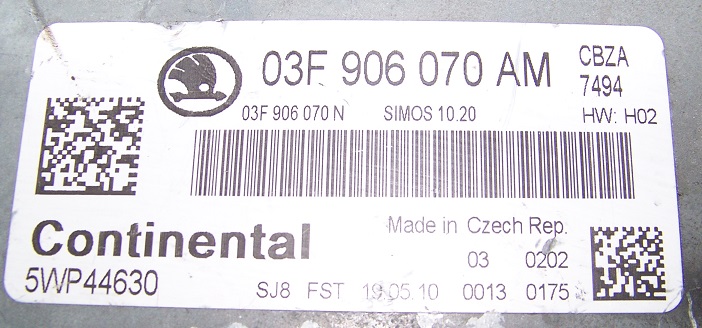 03F 906 070 AM
CBZA
7494
03F 906 070 N SIMOS 10.20 HW: H02
Continental
5WP44630
Made in Czech Rep.
03 0202
SJ8 FST 19.05.10 0013 0175